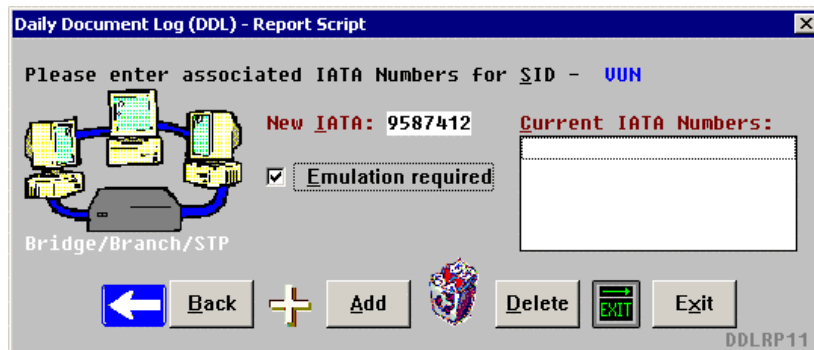 Daily Document Log (DDL) - Report Script
Please enter associated IATA Numbers for SID - VUN
New IATA: 9587412
Current IATA Numbers:
Emulation required
Bridge/Branch/STP
Back
Add
Delete
EXIT
Exit
DDLRP11